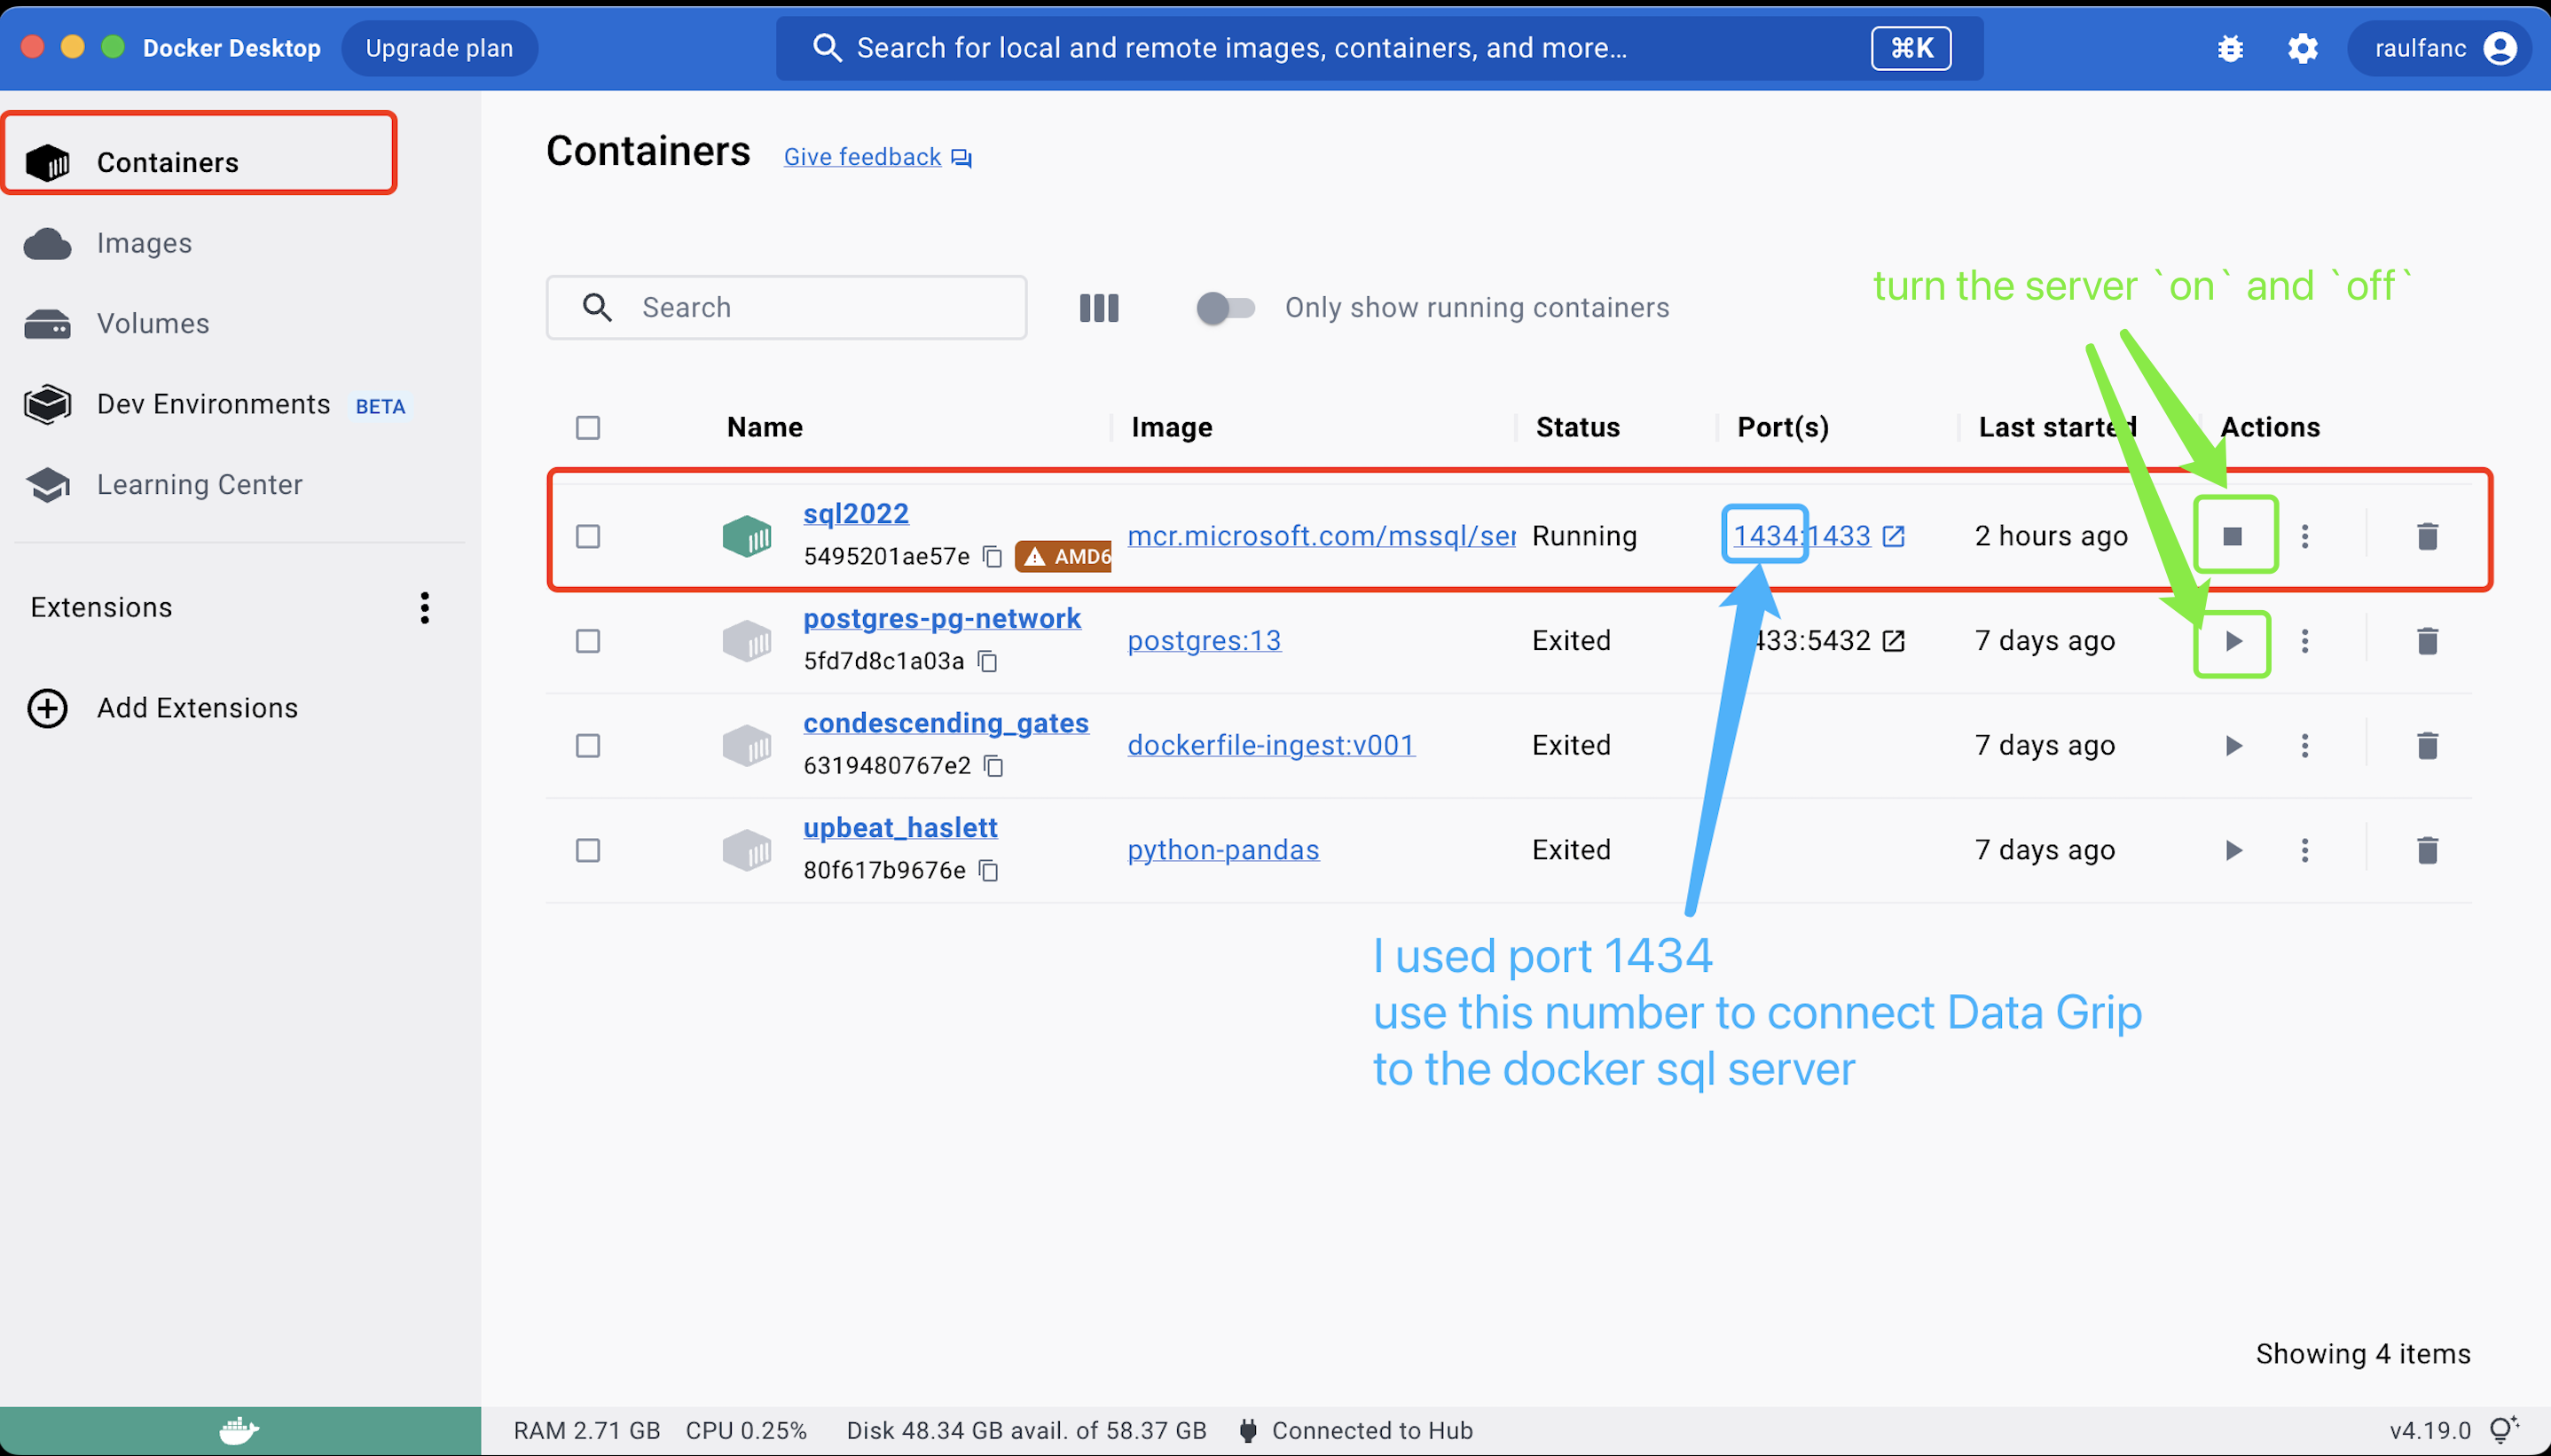 Docker Desktop
Upgrade plan
Search for local and remote images, containers, and more...
⌘K
raulfanc
Containers
Images
Volumes
Dev Environments BETA
Learning Center
Extensions
Add Extensions
Containers
Give feedback
Search
Only show running containers
turn the server `on` and `off`
Name Image Status Port(s) Last started Actions
sql2022
5495201ae57e AMD6
mcr.microsoft.com/mssql/ser Running 1434:1433 2 hours ago
postgres-pg-network
5fd7d8c1a03a
postgres:13 Exited 433:5432 7 days ago
condescending_gates
6319480767e2
dockerfile-ingest:v001 Exited 7 days ago
upbeat_haslett
80f617b9676e
python-pandas Exited 7 days ago
I used port 1434
use this number to connect Data Grip
to the docker sql server
Showing 4 items
RAM 2.71 GB CPU 0.25% Disk 48.34 GB avail. of 58.37 GB Connected to Hub v4.19.0